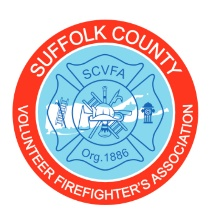 SUFFOLK COUNTY
SCVFA
Org. 1886
VOLUNTEER FIREFIGHTER'S ASSOCIATION